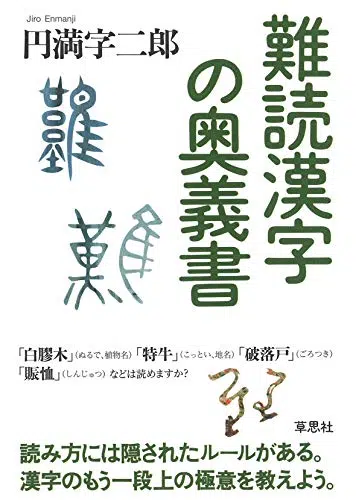 Jiro Enmanji
円満字二郎
難読漢字
の奥義書
「白膠木」(ぬるで、植物名)「特牛」(こっとい、地名)「破落戸」(ごろつき)
「賑恤」(しんじゅつ)などは読めますか?
草思社
読み方には隠されたルールがある。
漢字のもう一段上の極意を教えよう。